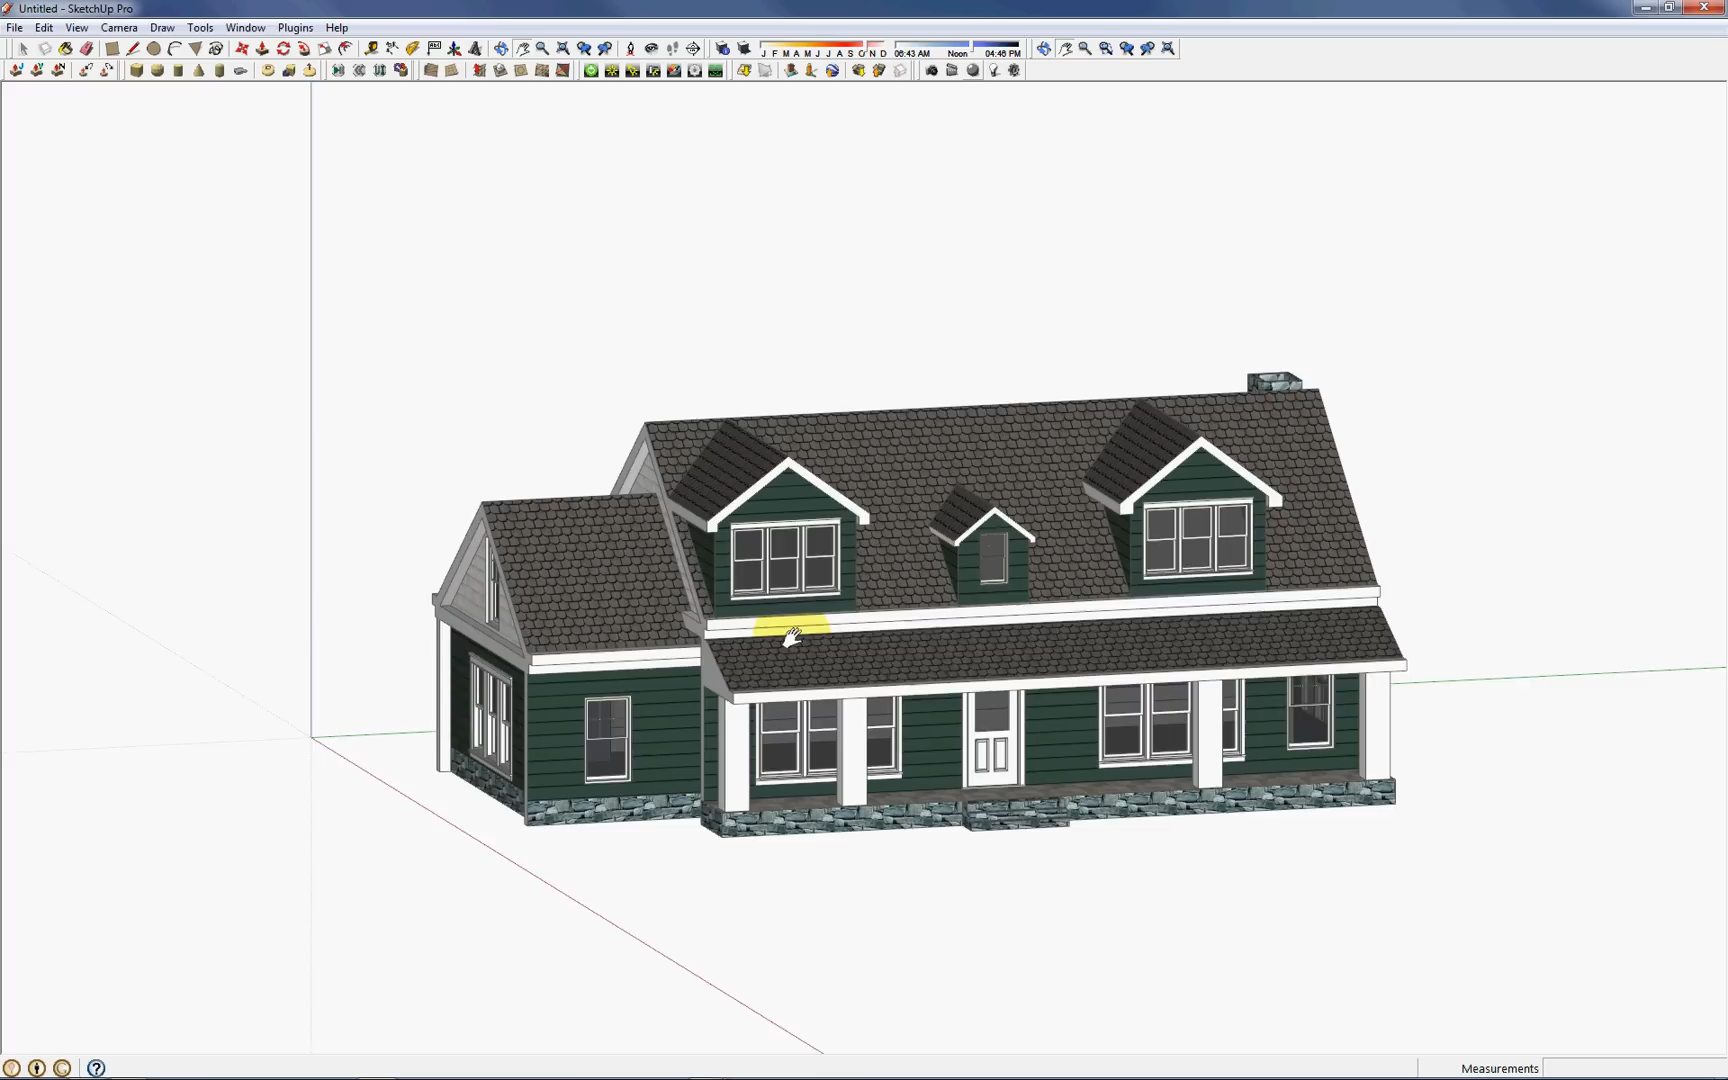 Untitled - SketchUp Pro
File Edit View Camera Draw Tools Window Plugins Help
J F M A M J J A S O N D 06:43 AM Noon 04:46 PM
Measurements